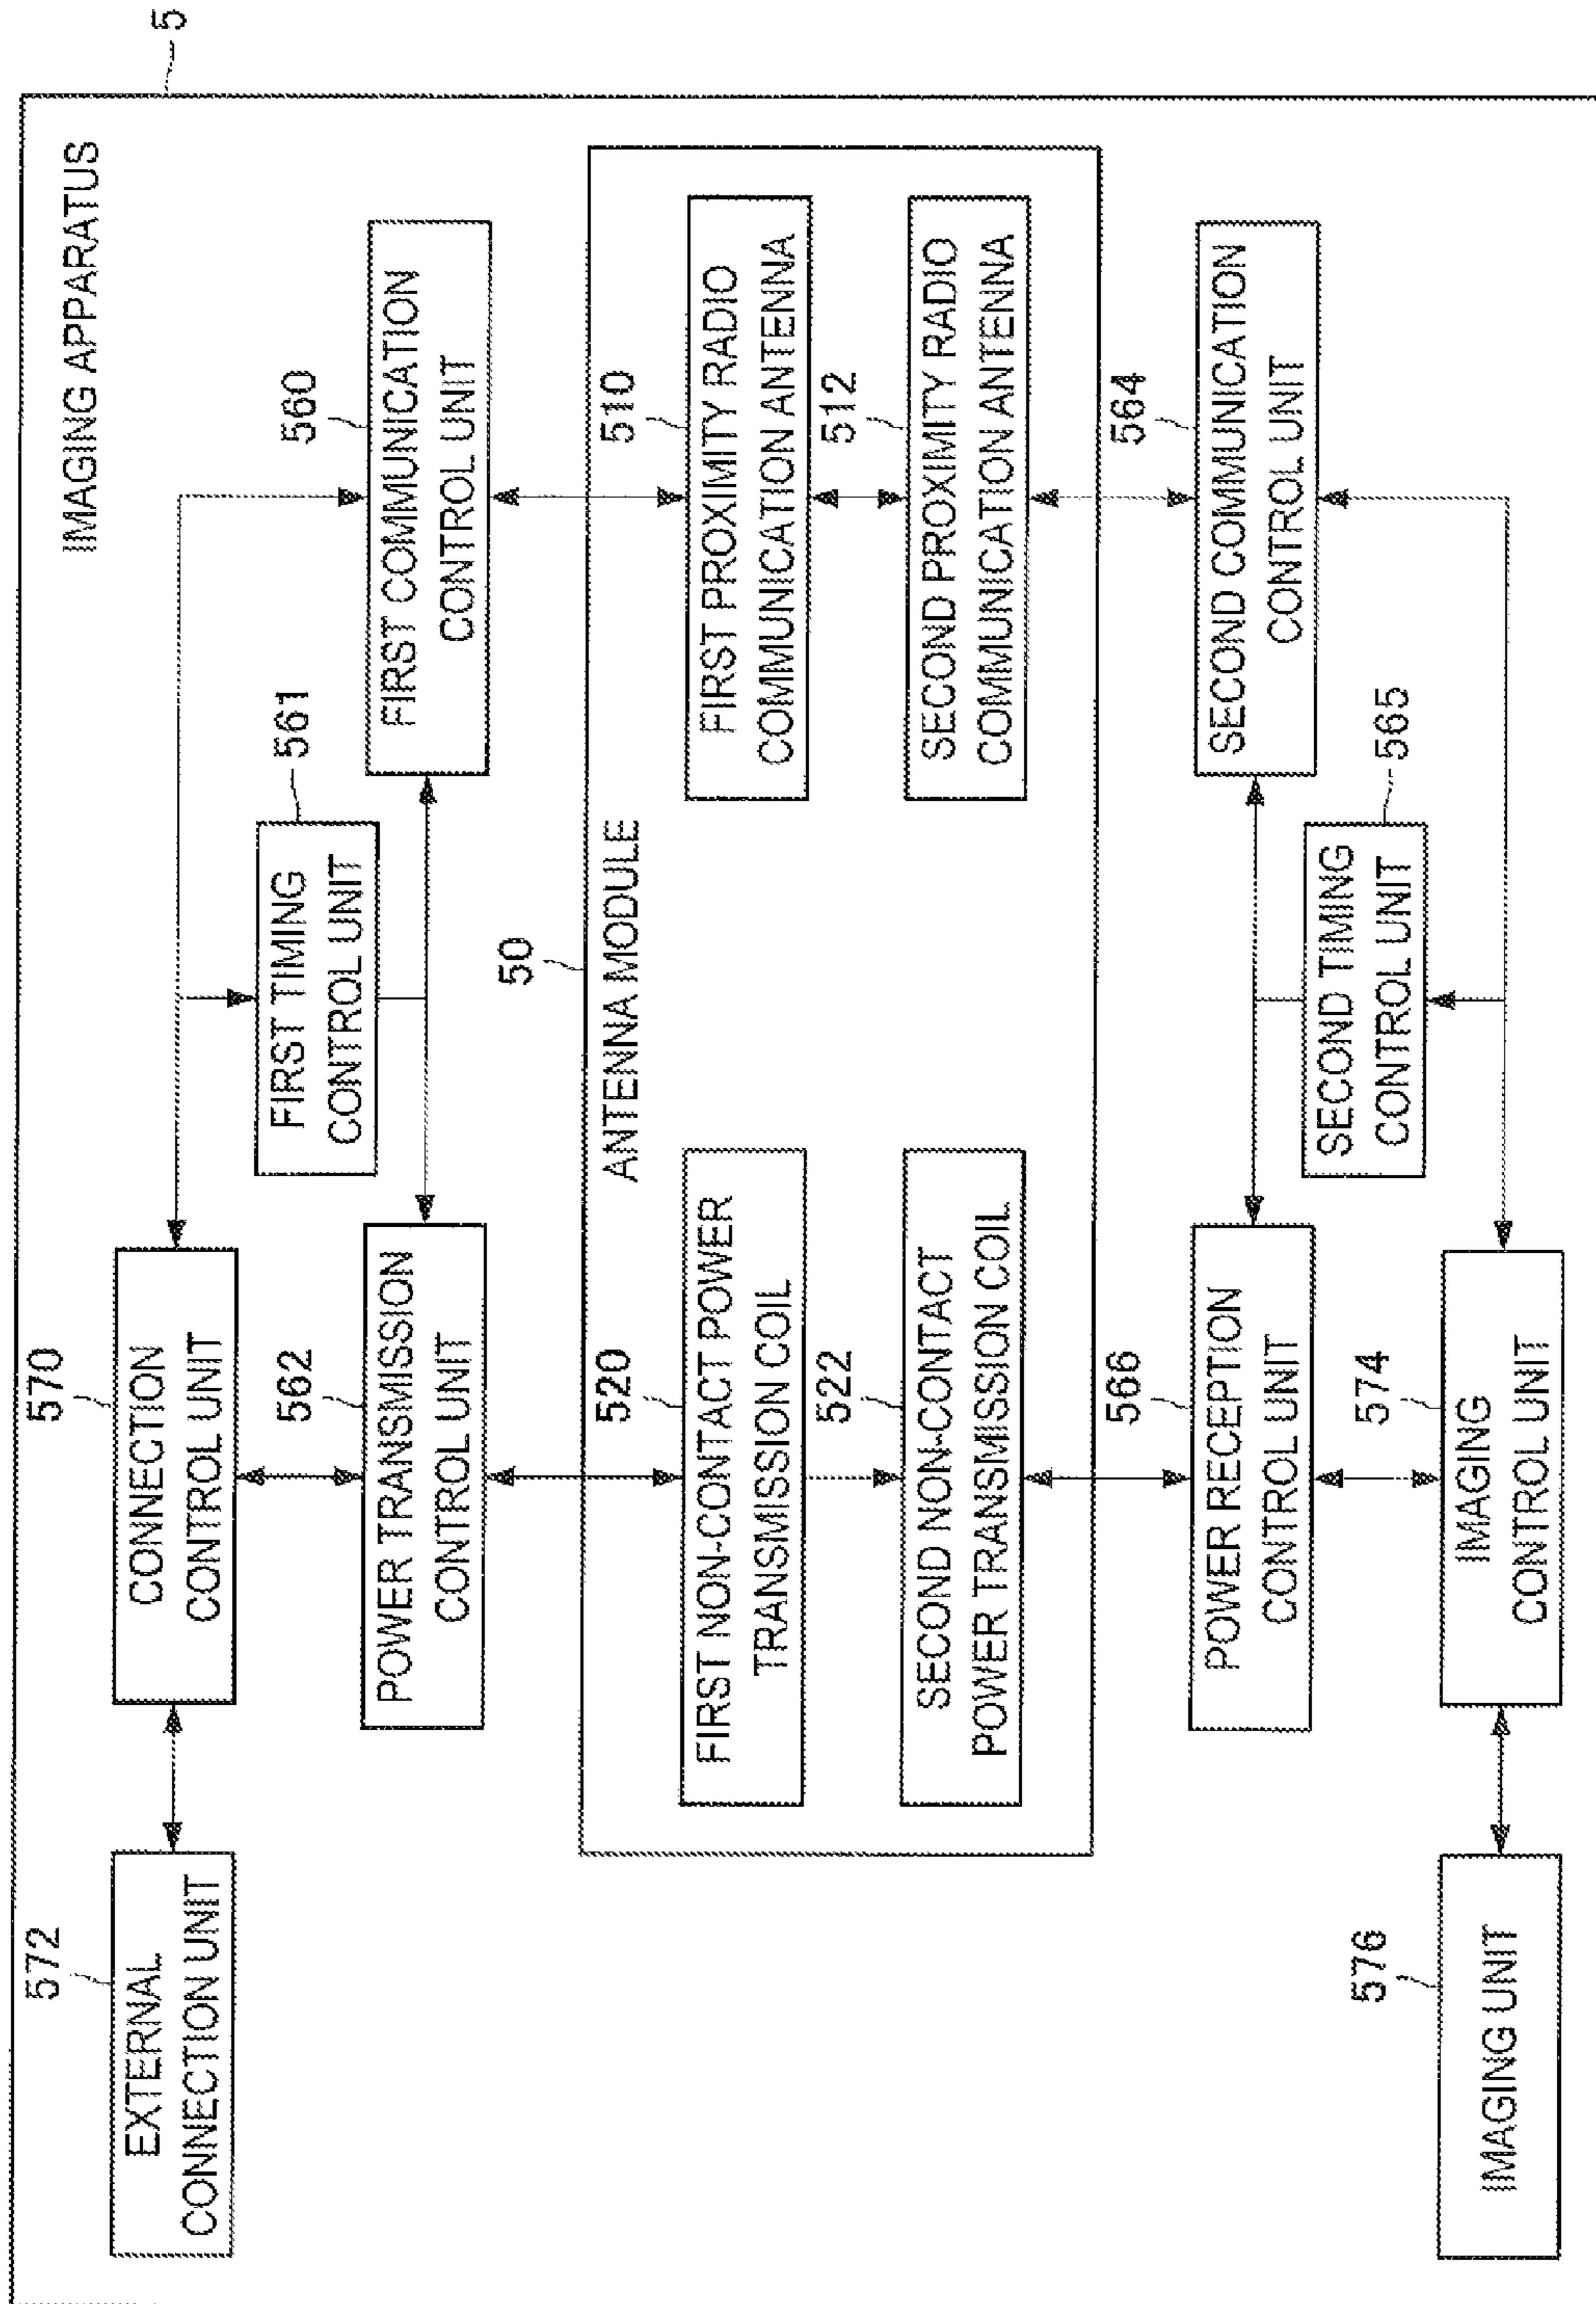 5
IMAGING APPARATUS
572
EXTERNAL
CONNECTION UNIT
570
CONNECTION
CONTROL UNIT
561
FIRST TIMING
CONTROL UNIT
562
POWER TRANSMISSION
CONTROL UNIT
560
FIRST COMMUNICATION
CONTROL UNIT
50
ANTENNA MODULE
520
FIRST NON-CONTACT POWER
TRANSMISSION COIL
510
FIRST PROXIMITY RADIO
COMMUNICATION ANTENNA
522
SECOND NON-CONTACT
POWER TRANSMISSION COIL
512
SECOND PROXIMITY RADIO
COMMUNICATION ANTENNA
566
POWER RECEPTION
CONTROL UNIT
564
SECOND COMMUNICATION
CONTROL UNIT
565
SECOND TIMING
CONTROL UNIT
576
IMAGING UNIT
574
IMAGING
CONTROL UNIT